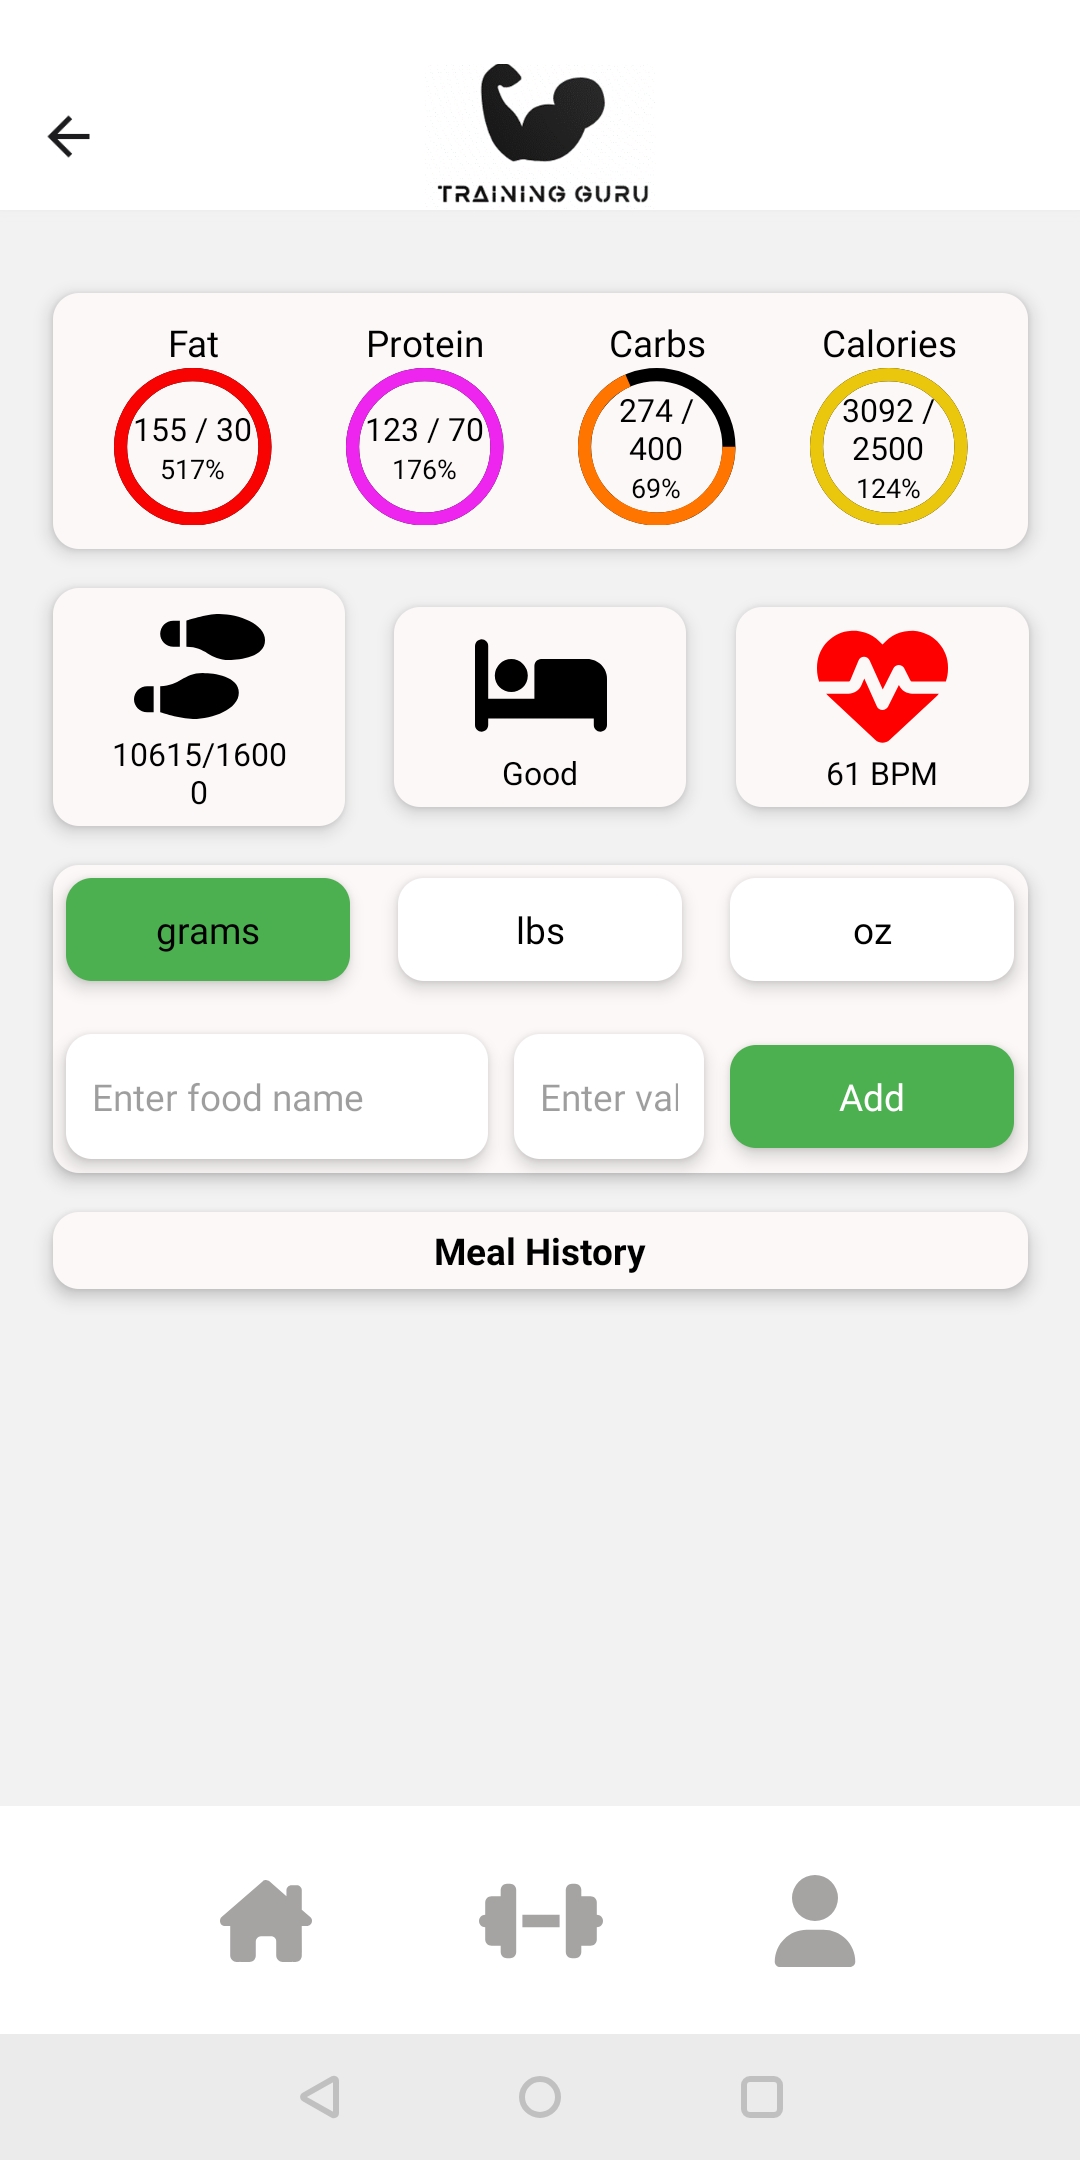 TRAINING GURU
Fat
Protein
Carbs
Calories
155 / 30
517%
123 / 70
176%
274 /
400
69%
3092 /
2500
124%
10615/1600
0
Good
61 BPM
grams
lbs
oz
Enter food name
Enter val
Add
Meal History